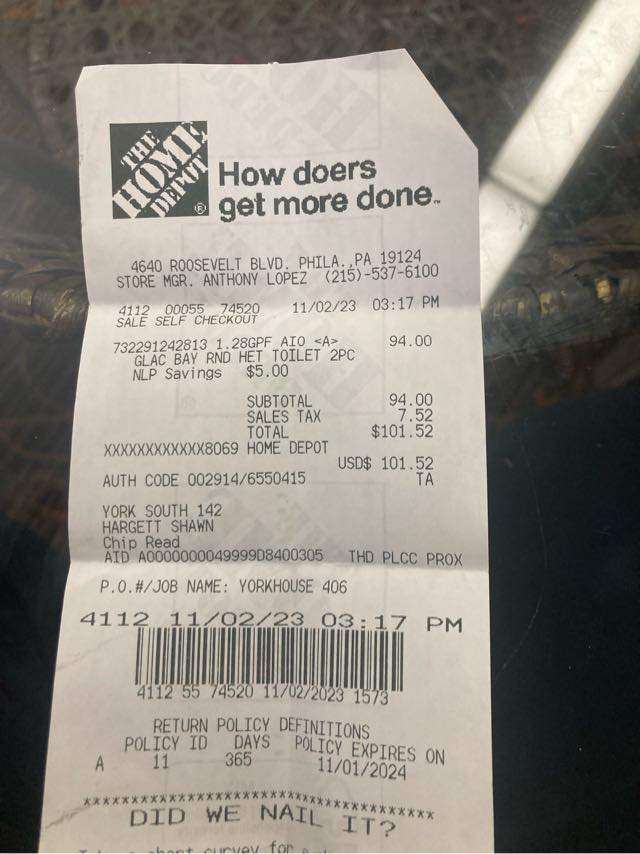 THE
HOME
DEPOT
®
How doers
get more done™
4640 ROOSEVELT BLVD. PHILA.,PA 19124
STORE MGR. ANTHONY LOPEZ (215)-537-6100
4112 00055 74520 11/02/23 03:17 PM
SALE SELF CHECKOUT
732291242813 1.28GPF AIO <A> 94.00
GLAC BAY RND HET TOILET 2PC
NLP Savings $5.00
SUBTOTAL 94.00
SALES TAX 7.52
TOTAL $101.52
XXXXXXXXXXXX8069 HOME DEPOT
USD$ 101.52
AUTH CODE 002914/6550415 TA
YORK SOUTH 142
HARGETT SHAWN
Chip Read
AID A0000000049999D8400305 THD PLCC PROX
P.O.#/JOB NAME: YORKHOUSE 406
4112 11/02/23 03:17 PM
4112 55 74520 11/02/2023 1573
RETURN POLICY DEFINITIONS
POLICY ID DAYS POLICY EXPIRES ON
A 11 365 11/01/2024
****************************************
DID WE NAIL IT?